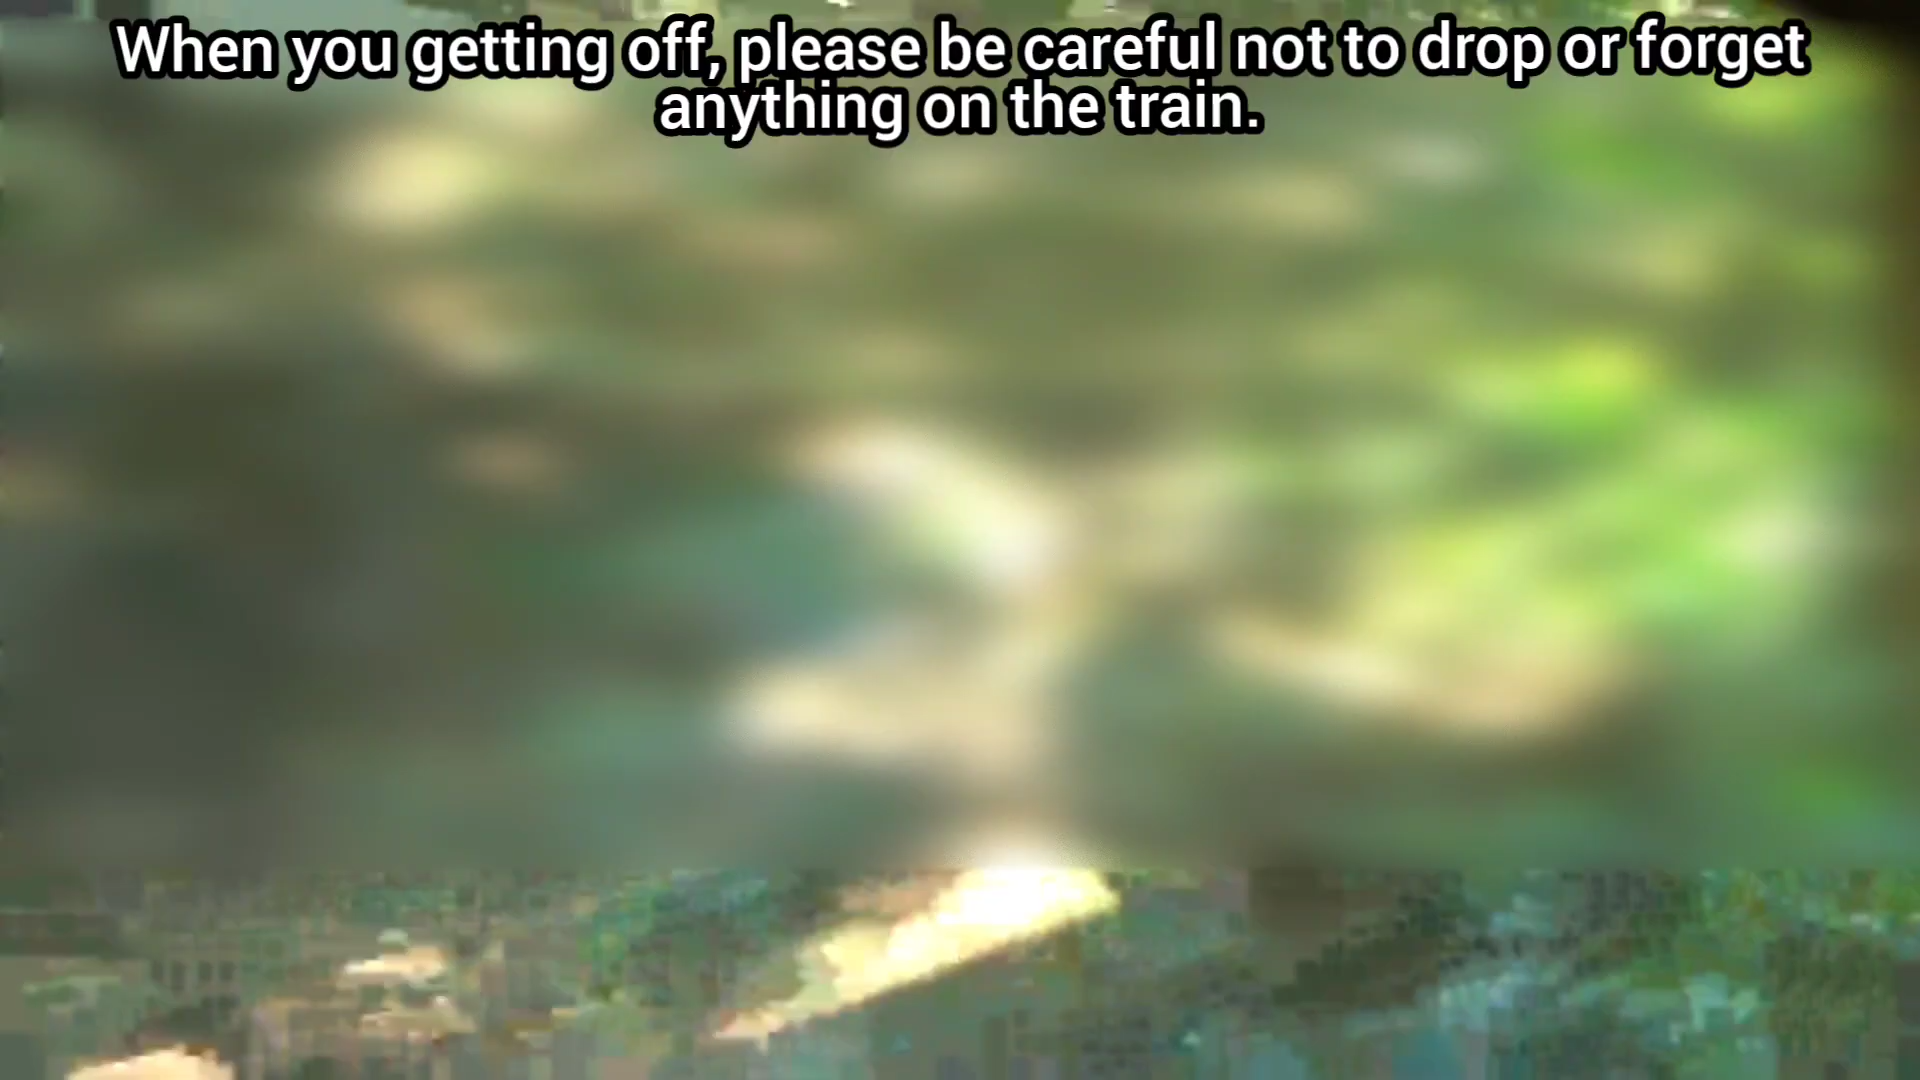 When you getting off, please be careful not to drop or forget
anything on the train.